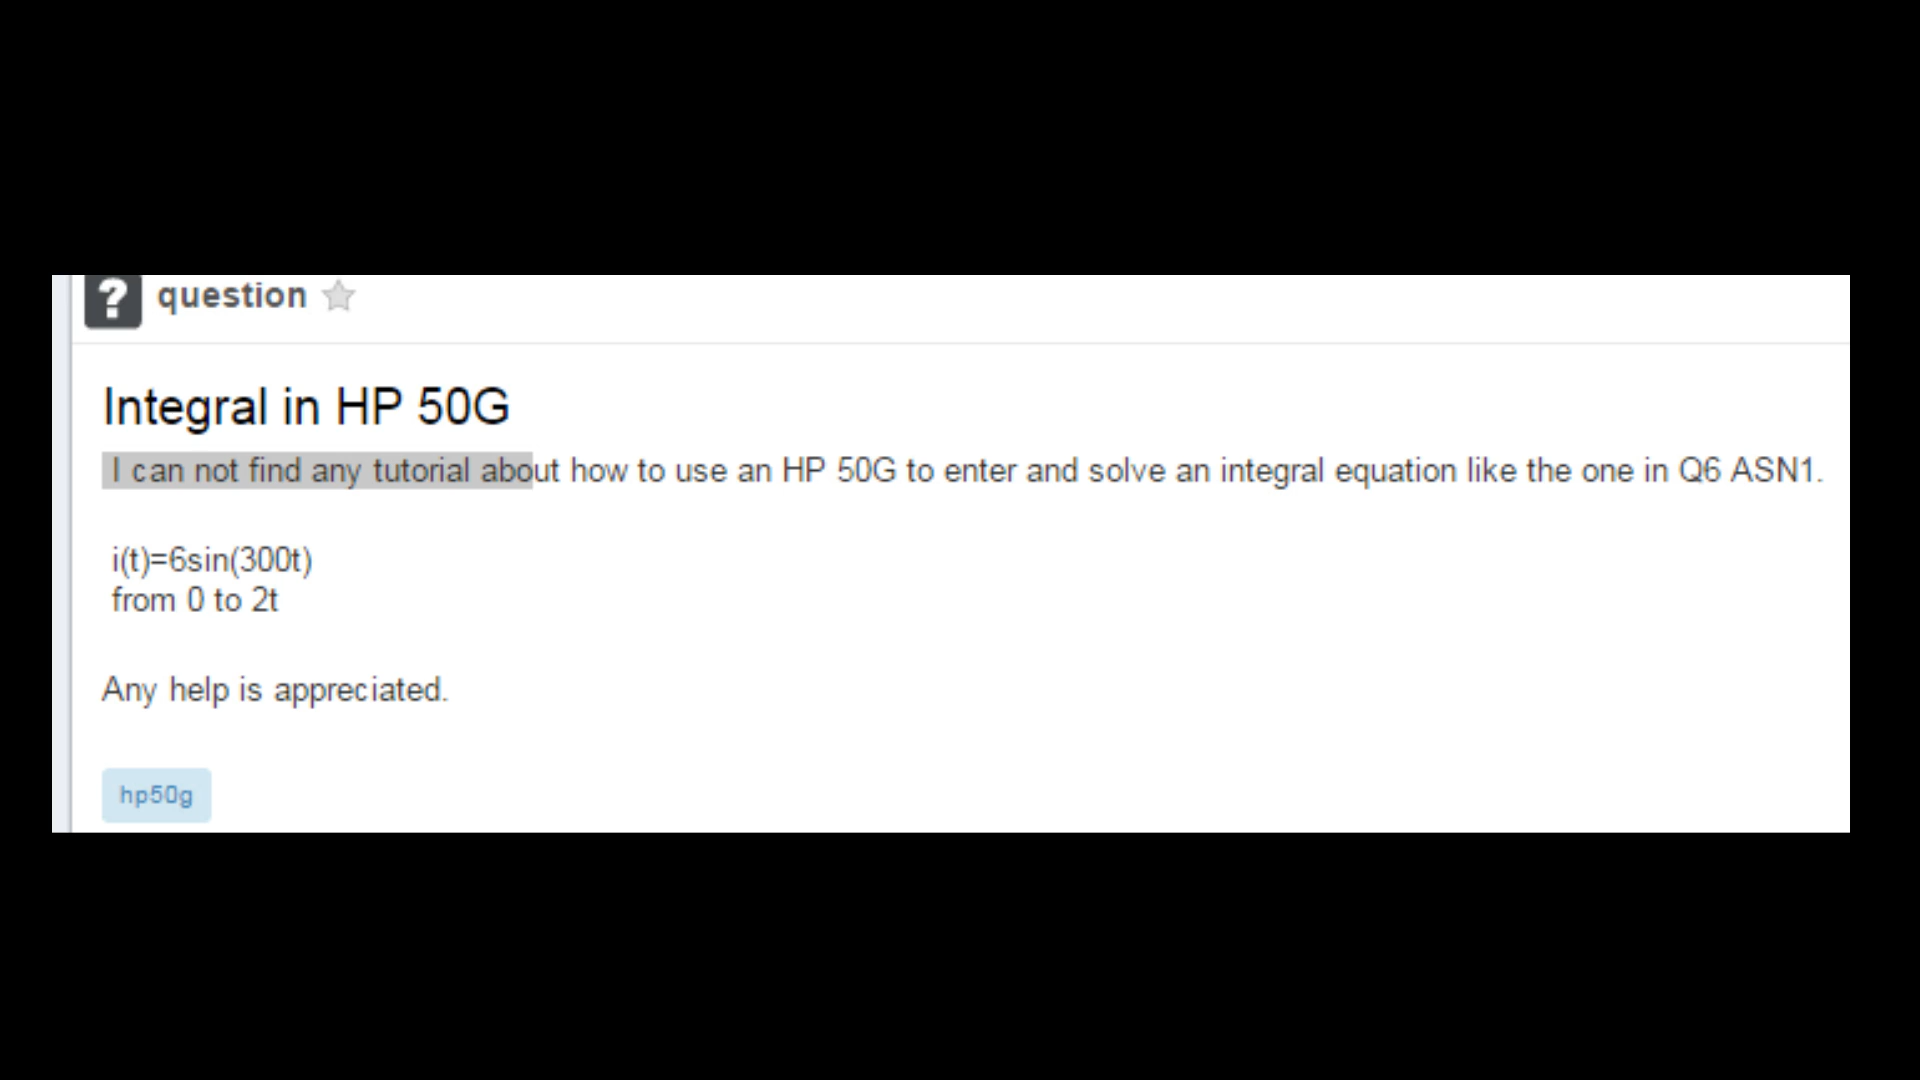 ? question
Integral in HP 50G
I can not find any tutorial about how to use an HP 50G to enter and solve an integral equation like the one in Q6 ASN1.
i(t)=6sin(300t)
from 0 to 2t
Any help is appreciated.
hp50g